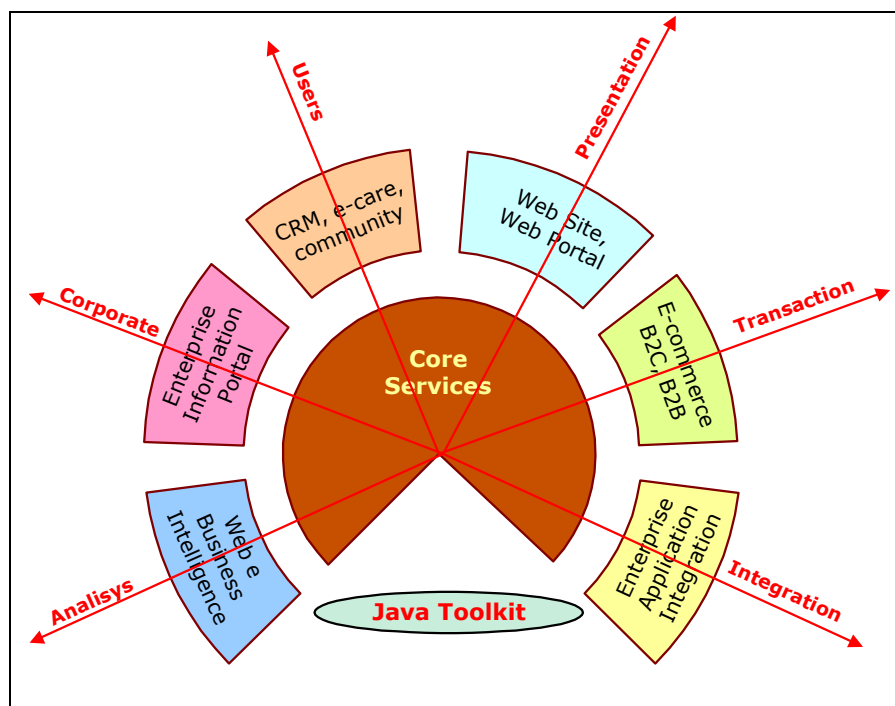 Users
Presentation
CRM, e-care,
community
Web Site,
Web Portal
Corporate
Transaction
Enterprise
Information
Portal
Core
Services
E-commerce
B2C, B2B
Web e
Business
Intelligence
Enterprise
Application
Integration
Analisys
Integration
Java Toolkit